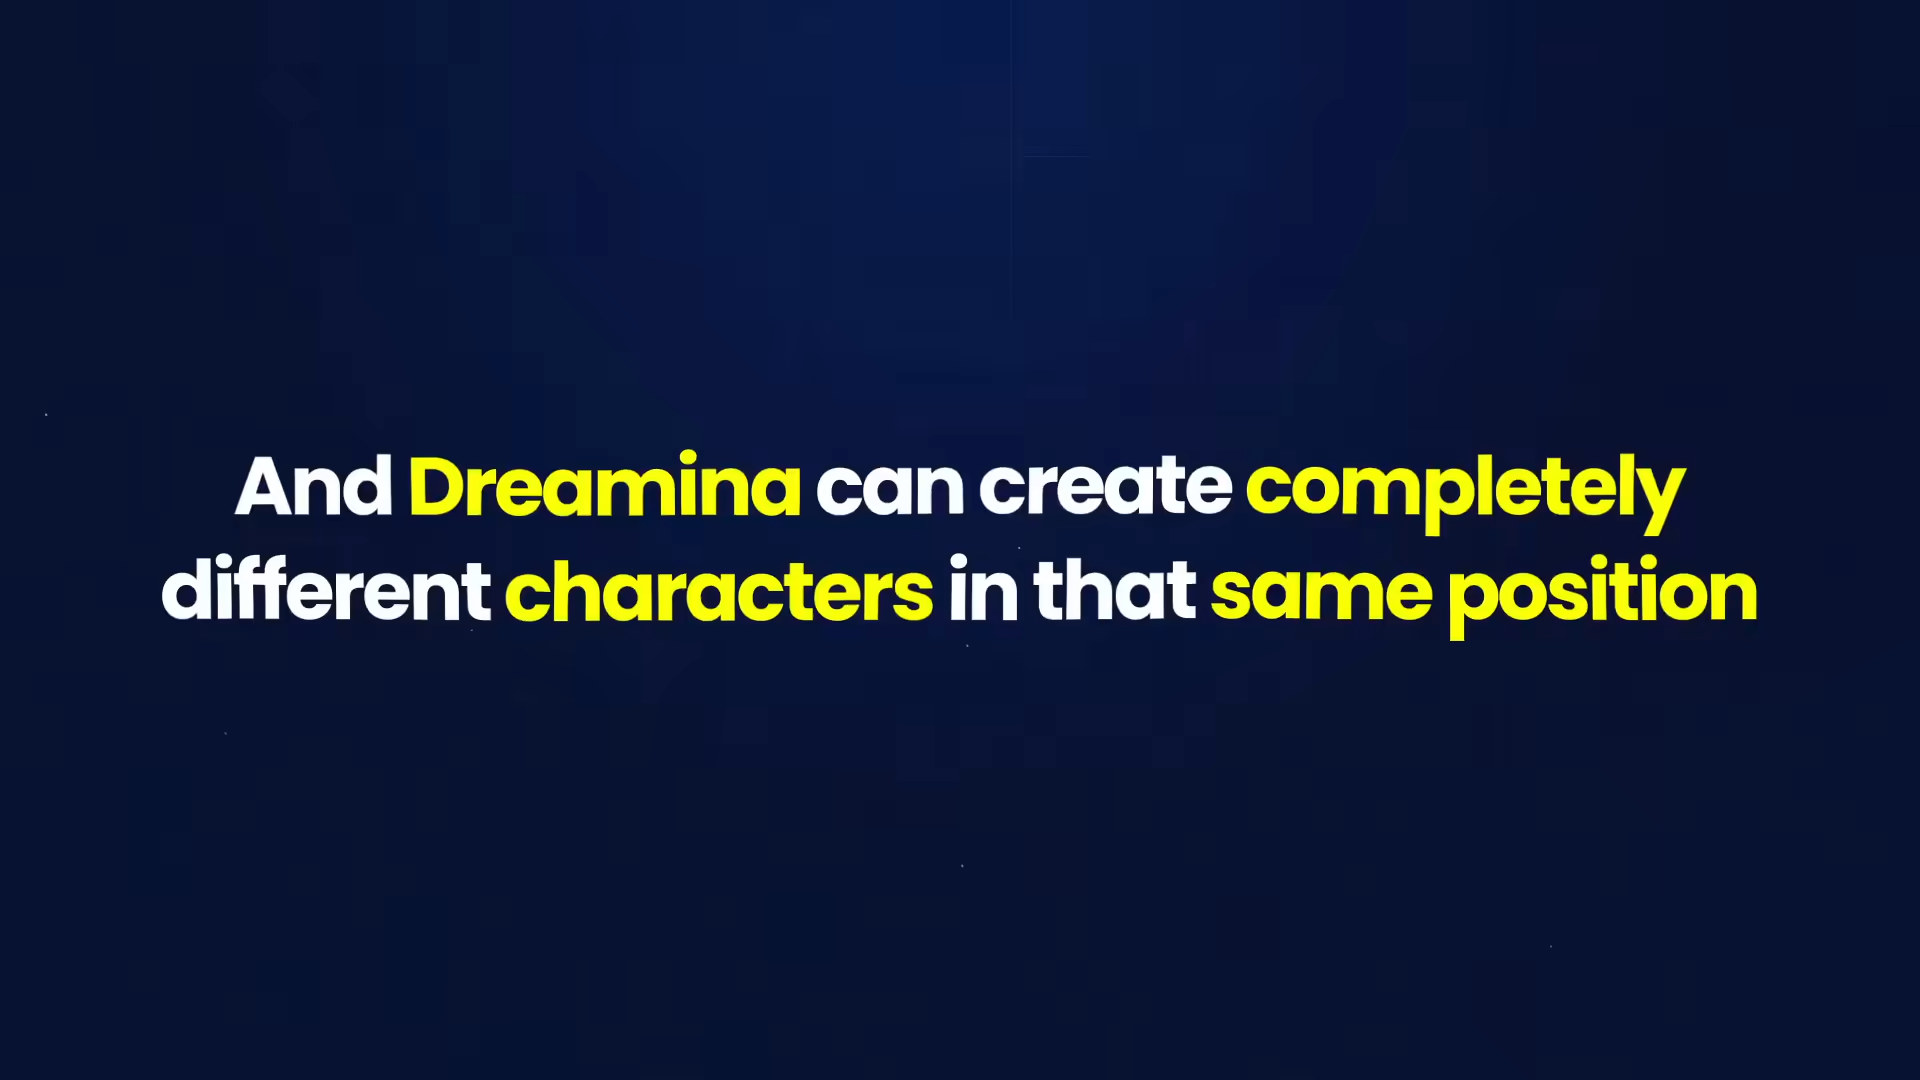 And Dreamina can create completely
different characters in that same position